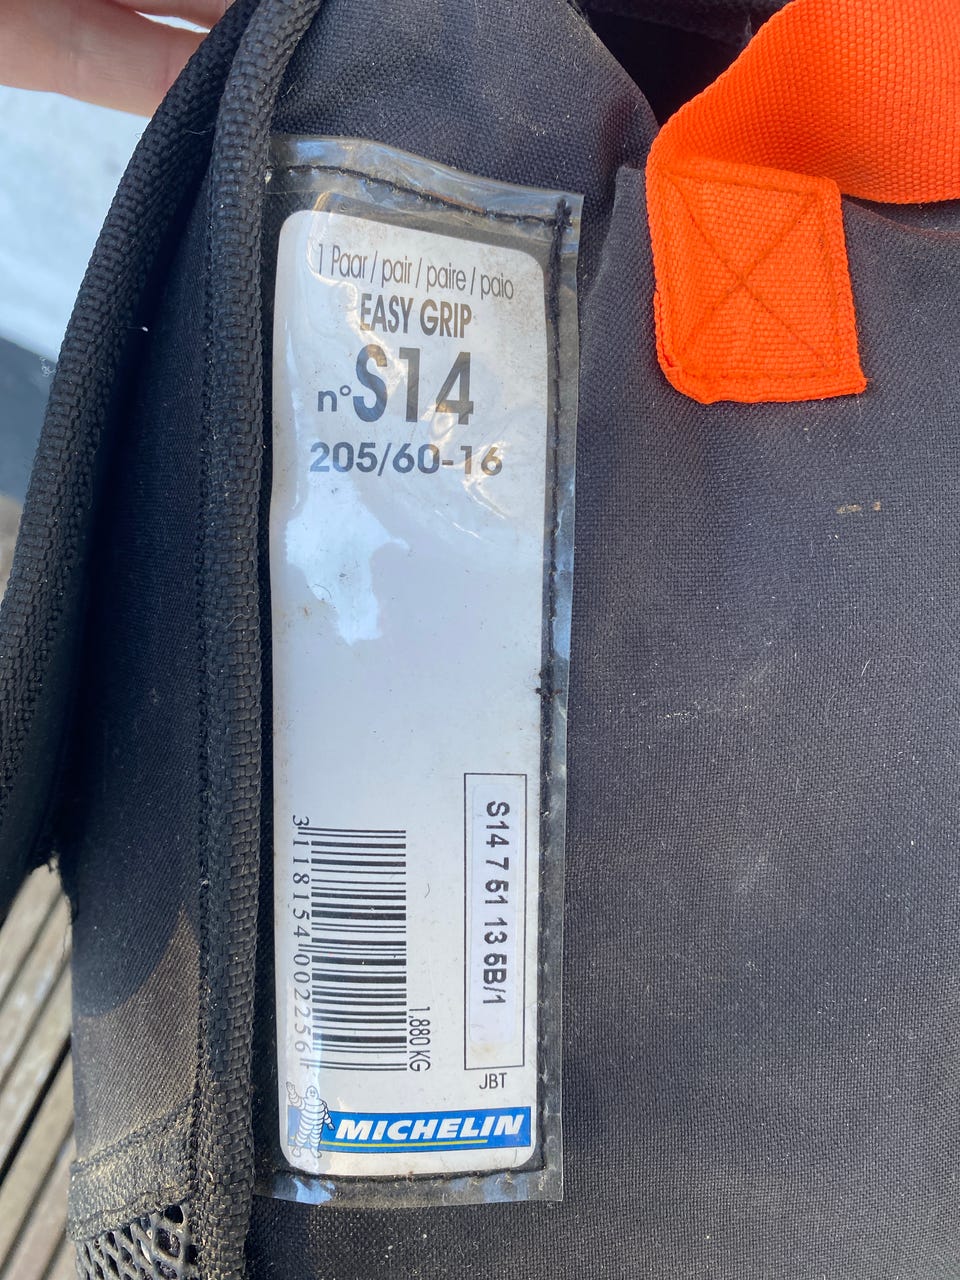 1 Paar / pair / paire / paio
EASY GRIP
n° S14
205/60-16
S14 7 51 13 5B/1
3118154002256
1,880 KG
JBT
MICHELIN